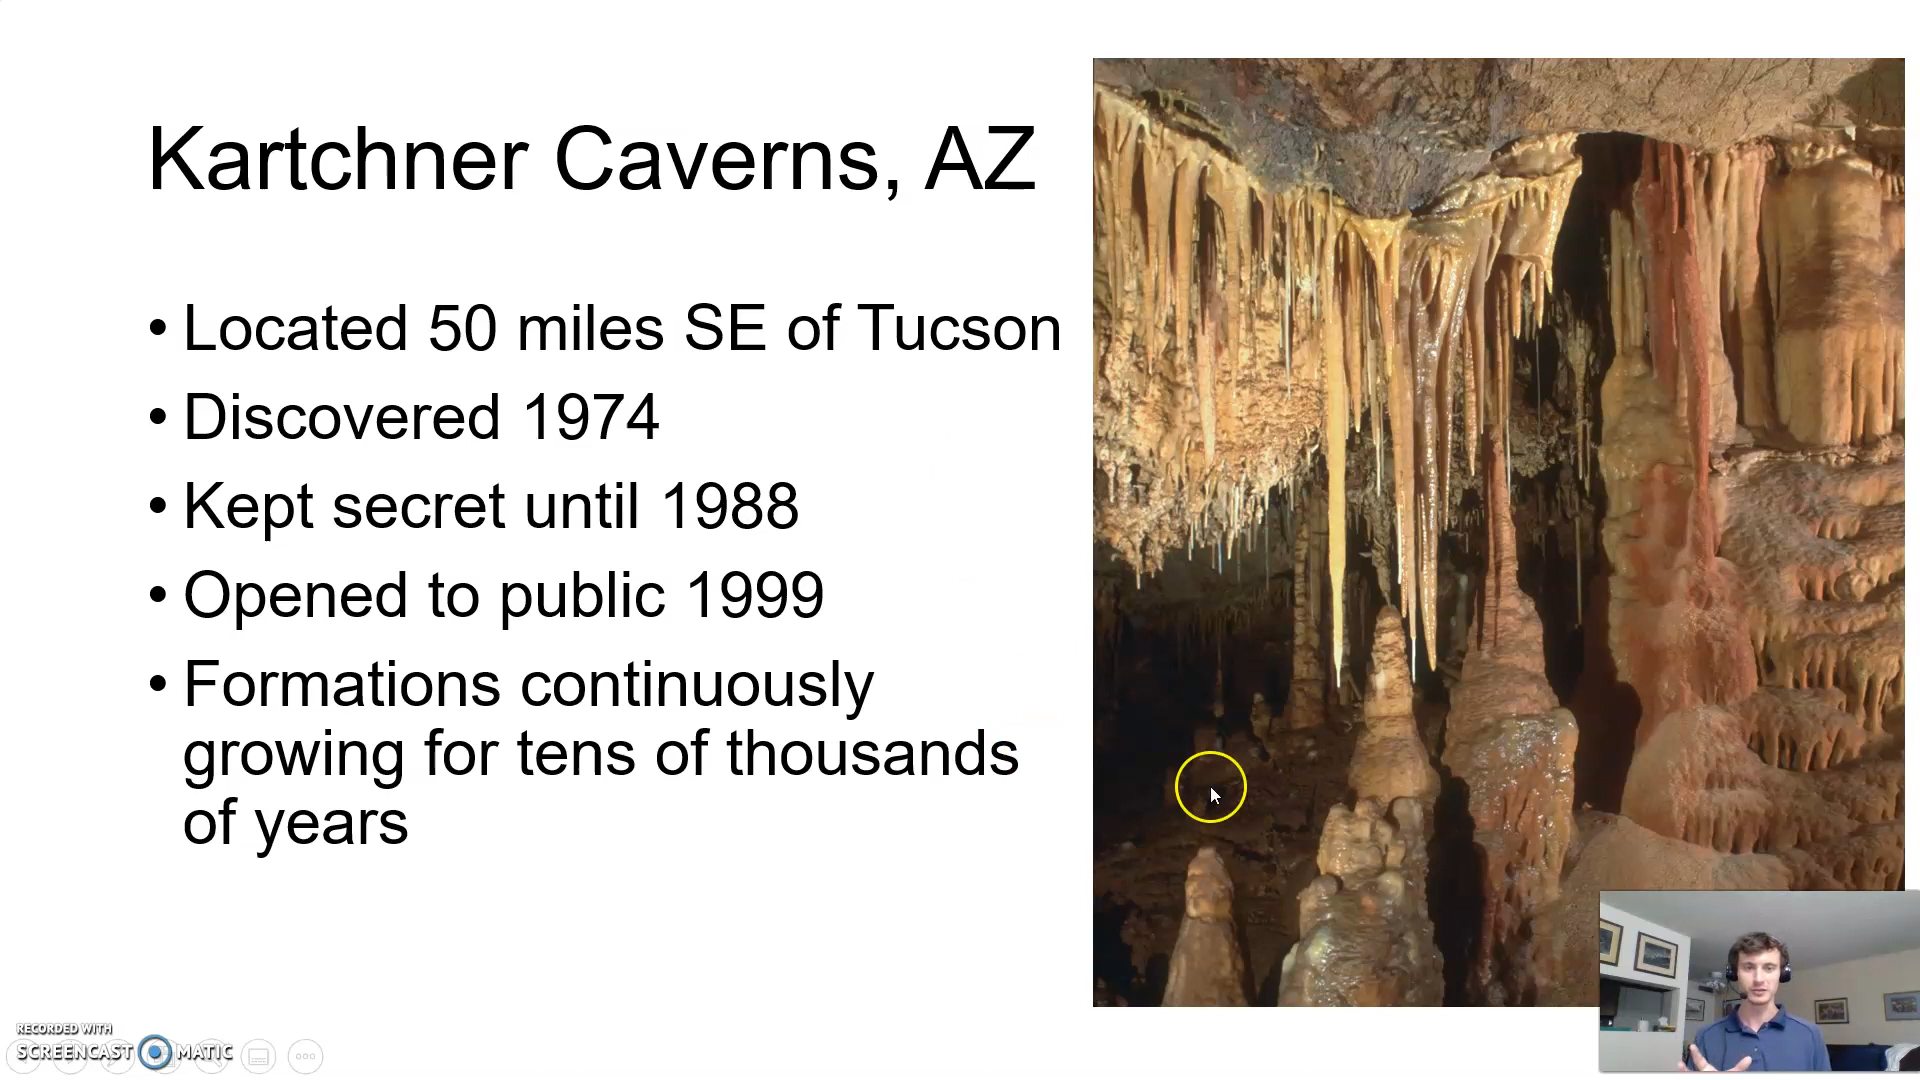 Kartchner Caverns, AZ
• Located 50 miles SE of Tucson
• Discovered 1974
• Kept secret until 1988
• Opened to public 1999
• Formations continuously
growing for tens of thousands
of years
RECORDED WITH
SCREENCAST MATIC